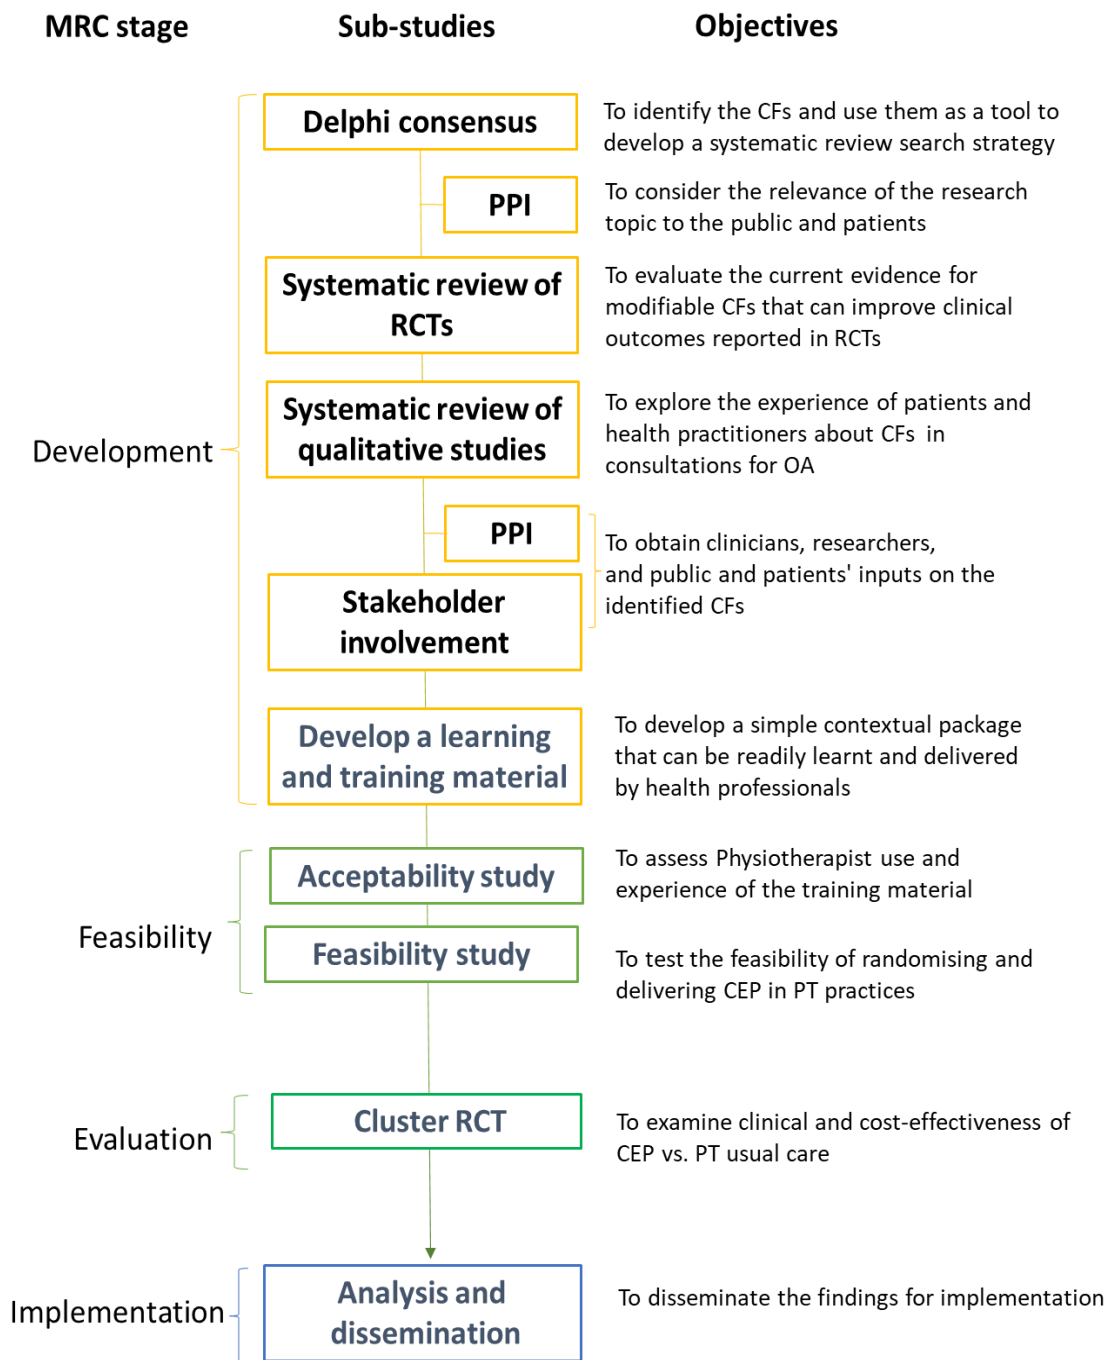 MRC stage
Sub-studies
Objectives
Development
Delphi consensus
To identify the CFs and use them as a tool to
develop a systematic review search strategy
PPI
To consider the relevance of the research
topic to the public and patients
Systematic review of
RCTs
To evaluate the current evidence for
modifiable CFs that can improve clinical
outcomes reported in RCTs
Systematic review of
qualitative studies
To explore the experience of patients and
health practitioners about CFs in
consultations for OA
PPI
Stakeholder
involvement
To obtain clinicians, researchers,
and public and patients' inputs on the
identified CFs
Develop a learning
and training material
To develop a simple contextual package
that can be readily learnt and delivered
by health professionals
Feasibility
Acceptability study
To assess Physiotherapist use and
experience of the training material
Feasibility study
To test the feasibility of randomising and
delivering CEP in PT practices
Evaluation
Cluster RCT
To examine clinical and cost-effectiveness of
CEP vs. PT usual care
Implementation
Analysis and
dissemination
To disseminate the findings for implementation